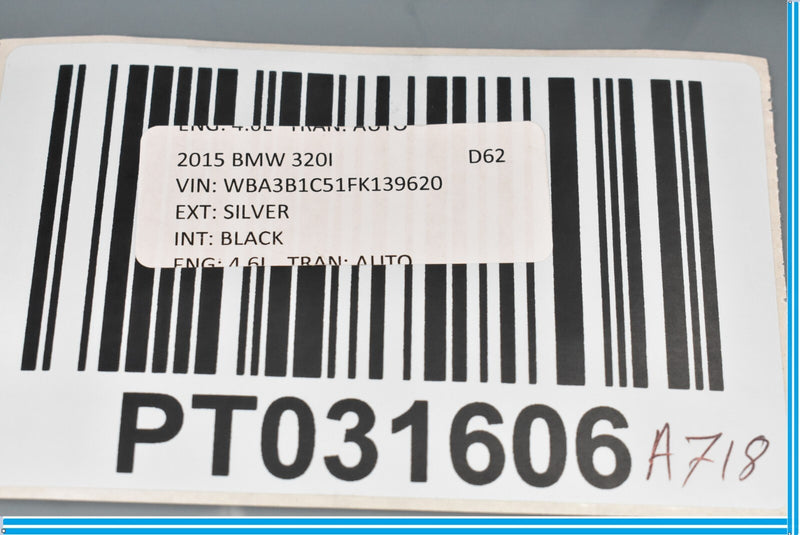 ENG: 4.6L TRAN: AUTO
2015 BMW 320I D62
VIN: WBA3B1C51FK139620
EXT: SILVER
INT: BLACK
ENG: 4.6L TRAN: AUTO
PT031606 A718